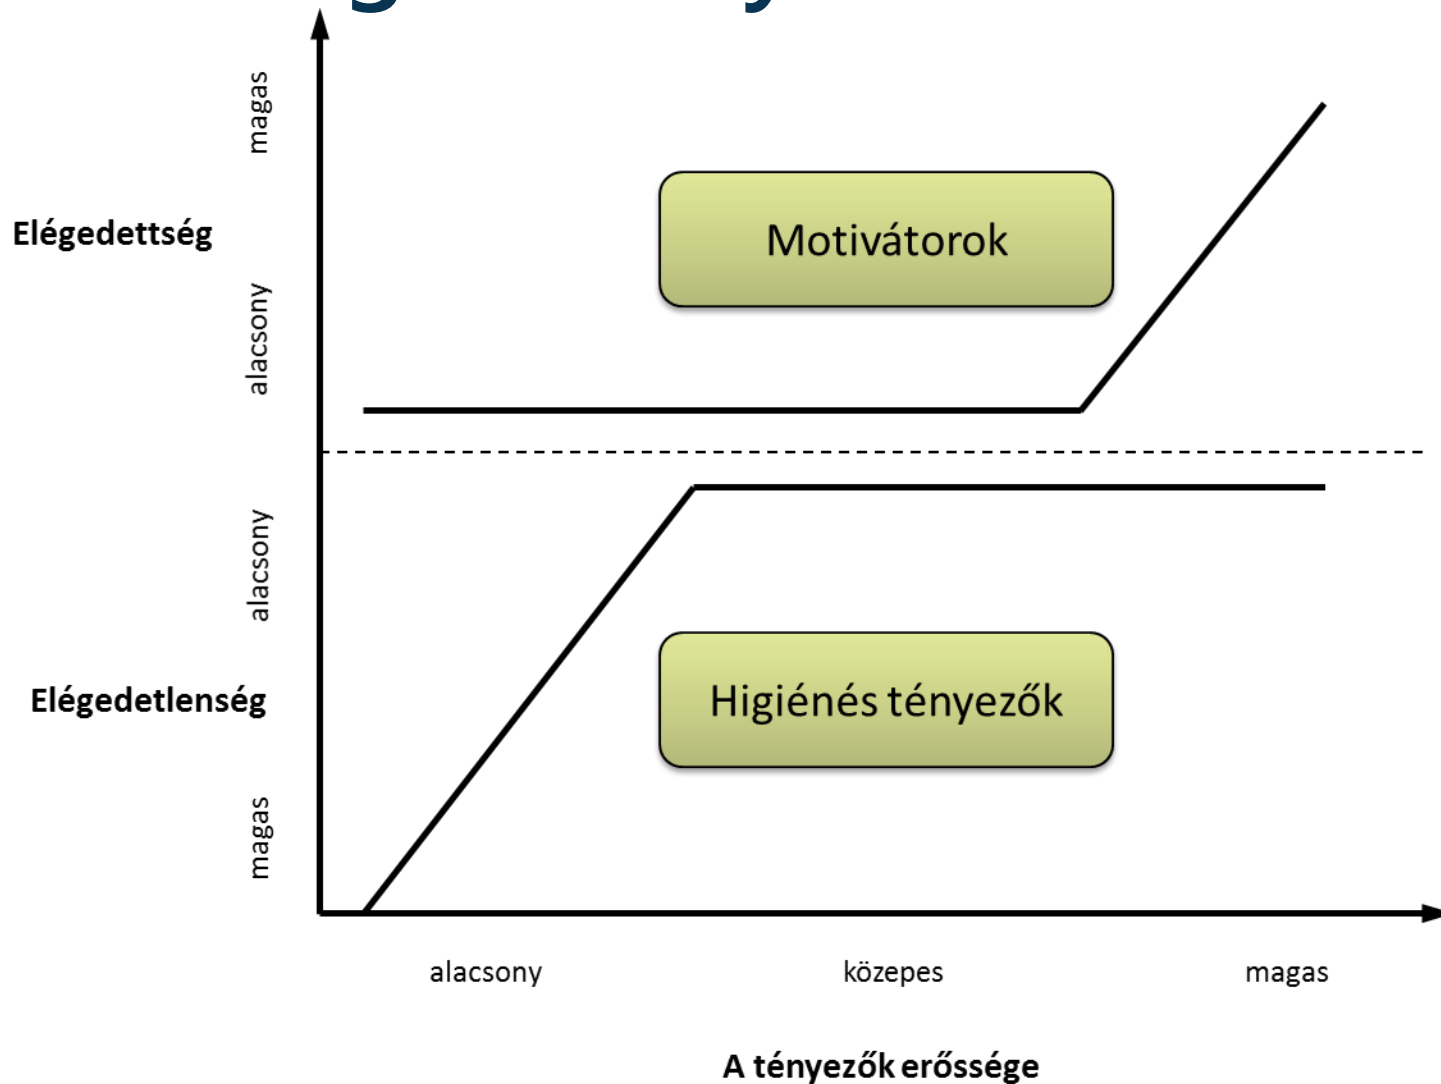 magas
Elégedettség
Motivátorok
alacsony
alacsony
Elégedetlenség
Higiénés tényezők
magas
alacsony közepes magas
A tényezők erőssége